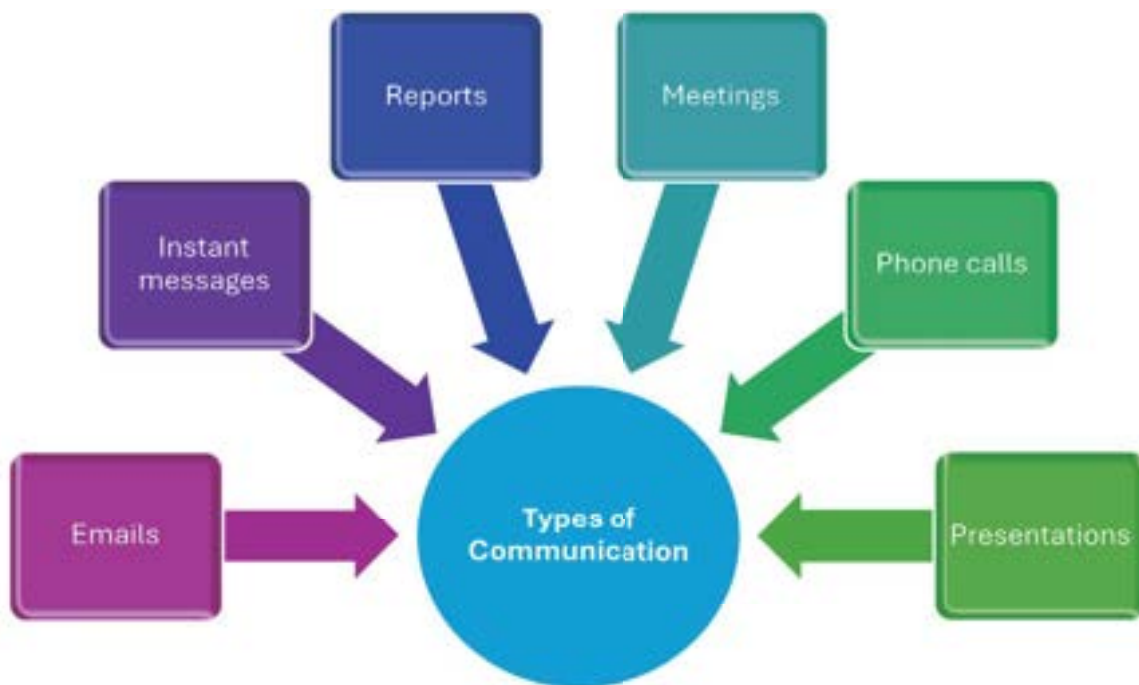 Reports
Meetings
Instant
messages
Phone calls
Emails
Types of
Communication
Presentations